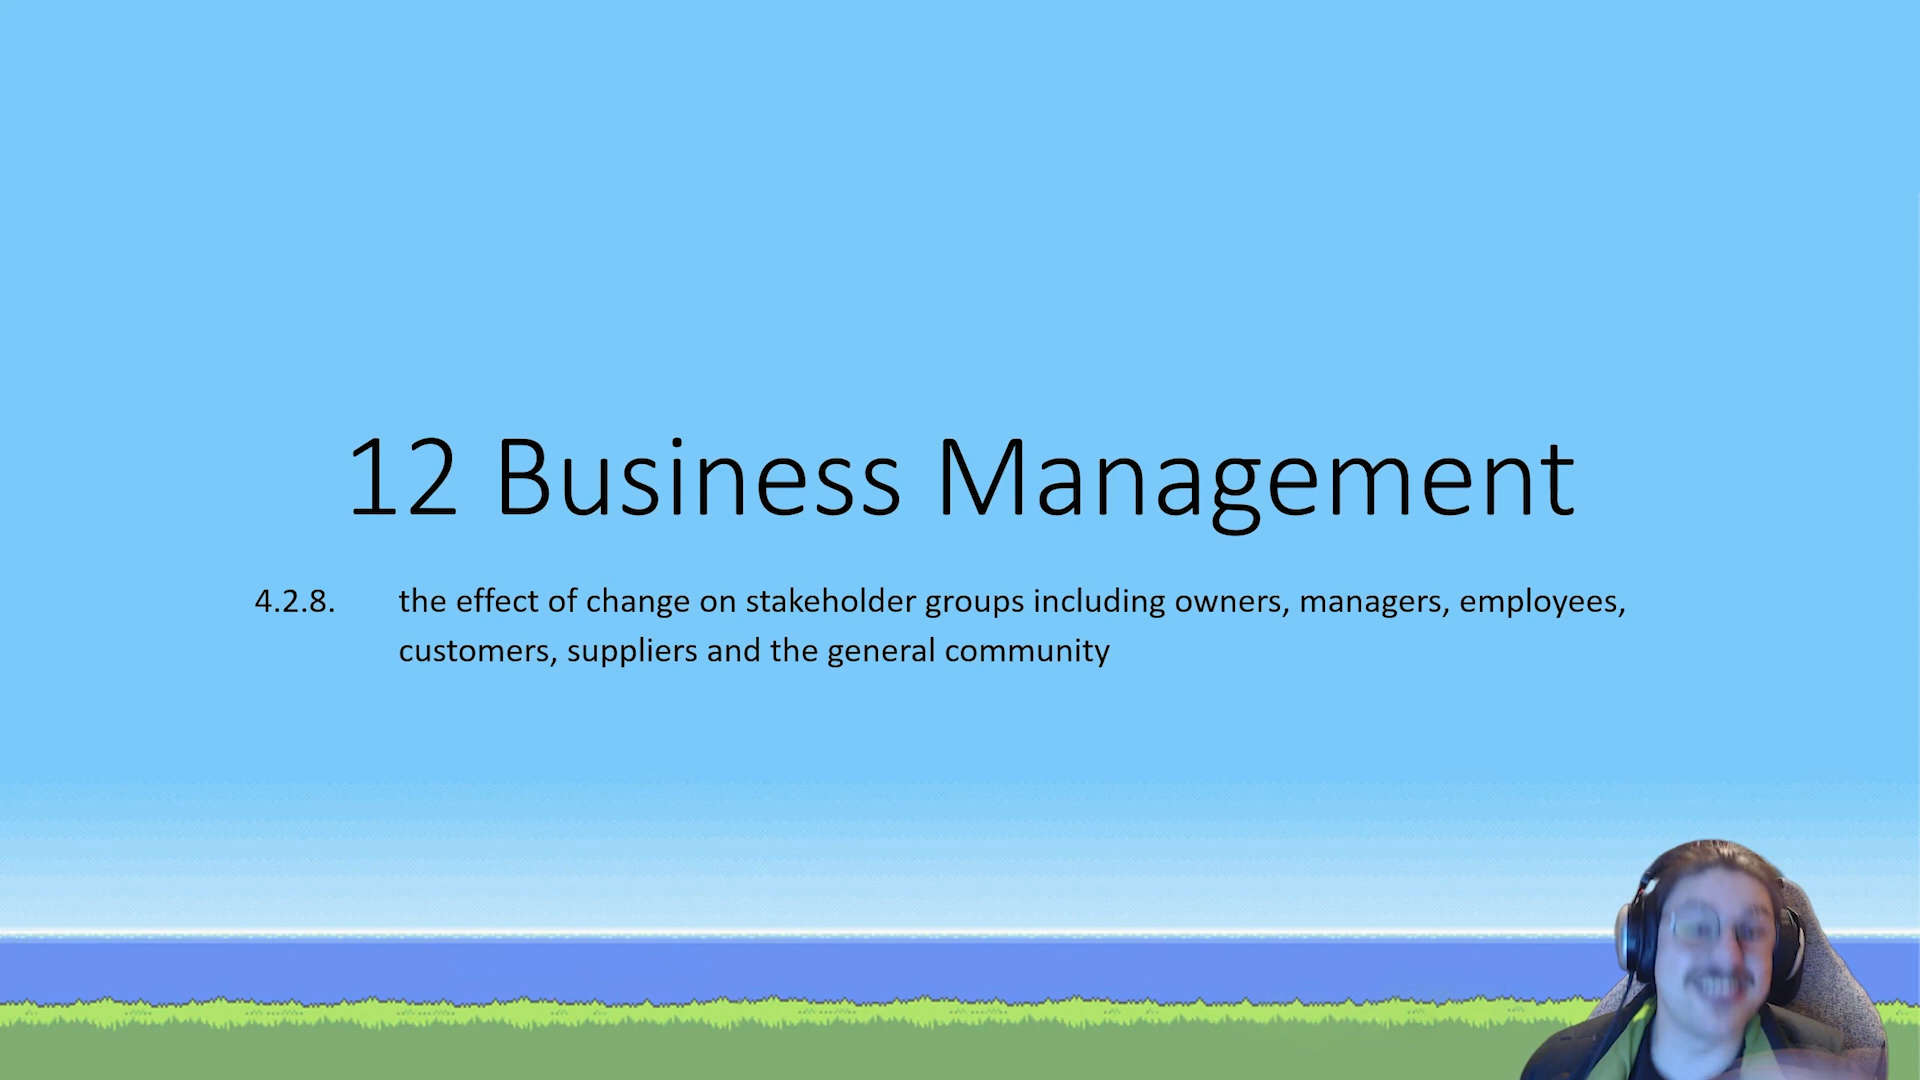 12 Business Management
4.2.8. the effect of change on stakeholder groups including owners, managers, employees,
customers, suppliers and the general community